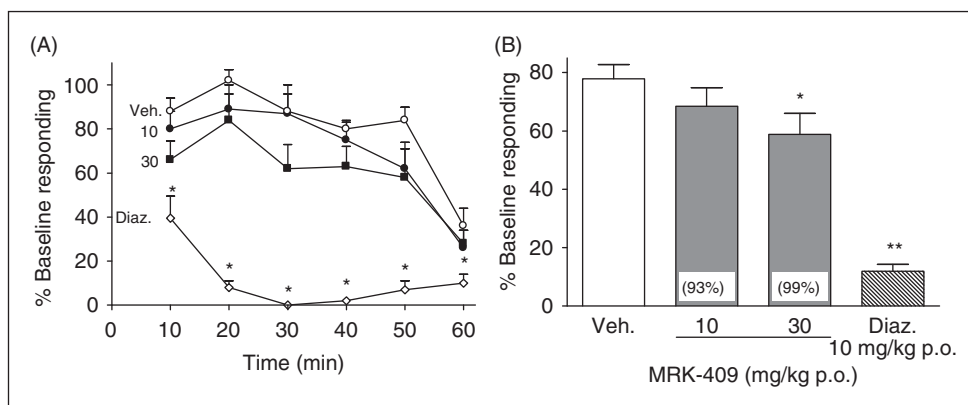 (A)
% Baseline responding
100
80
60
40
20
0
Veh.
10
30
Diaz.
*
* * * * *
0 10 20 30 40 50 60
Time (min)
(B)
% Baseline responding
80
60
40
20
0
*
**
(93%) (99%)
Veh. 10 30 Diaz.
10 mg/kg p.o.
MRK-409 (mg/kg p.o.)